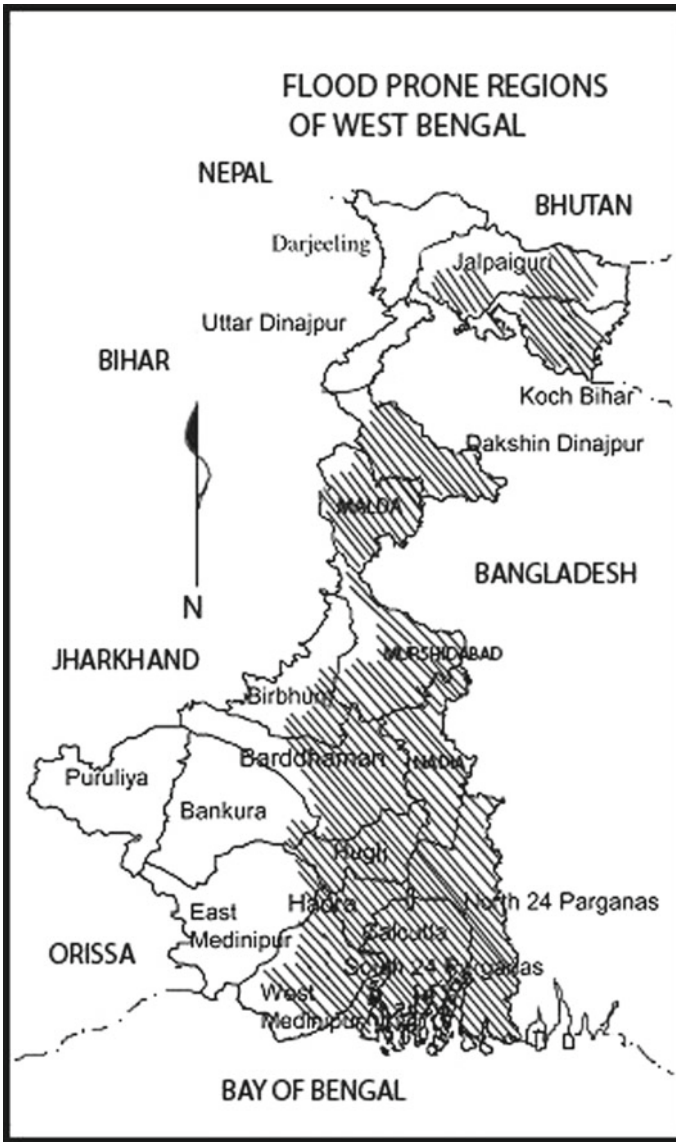 FLOOD PRONE REGIONS
OF WEST BENGAL
NEPAL
BHUTAN
Darjeeling
Jalpaiguri
Uttar Dinajpur
BIHAR
Koch Bihar
Dakshin Dinajpur
MALDA
BANGLADESH
N
JHARKHAND
MURSHIDABAD
Birbhum
Barddhaman
NADIA
Puruliya
Bankura
Hugli
Haora
North 24 Parganas
East
Medinipur
Calcutta
ORISSA
South 24 Parganas
West
Medinipur
BAY OF BENGAL